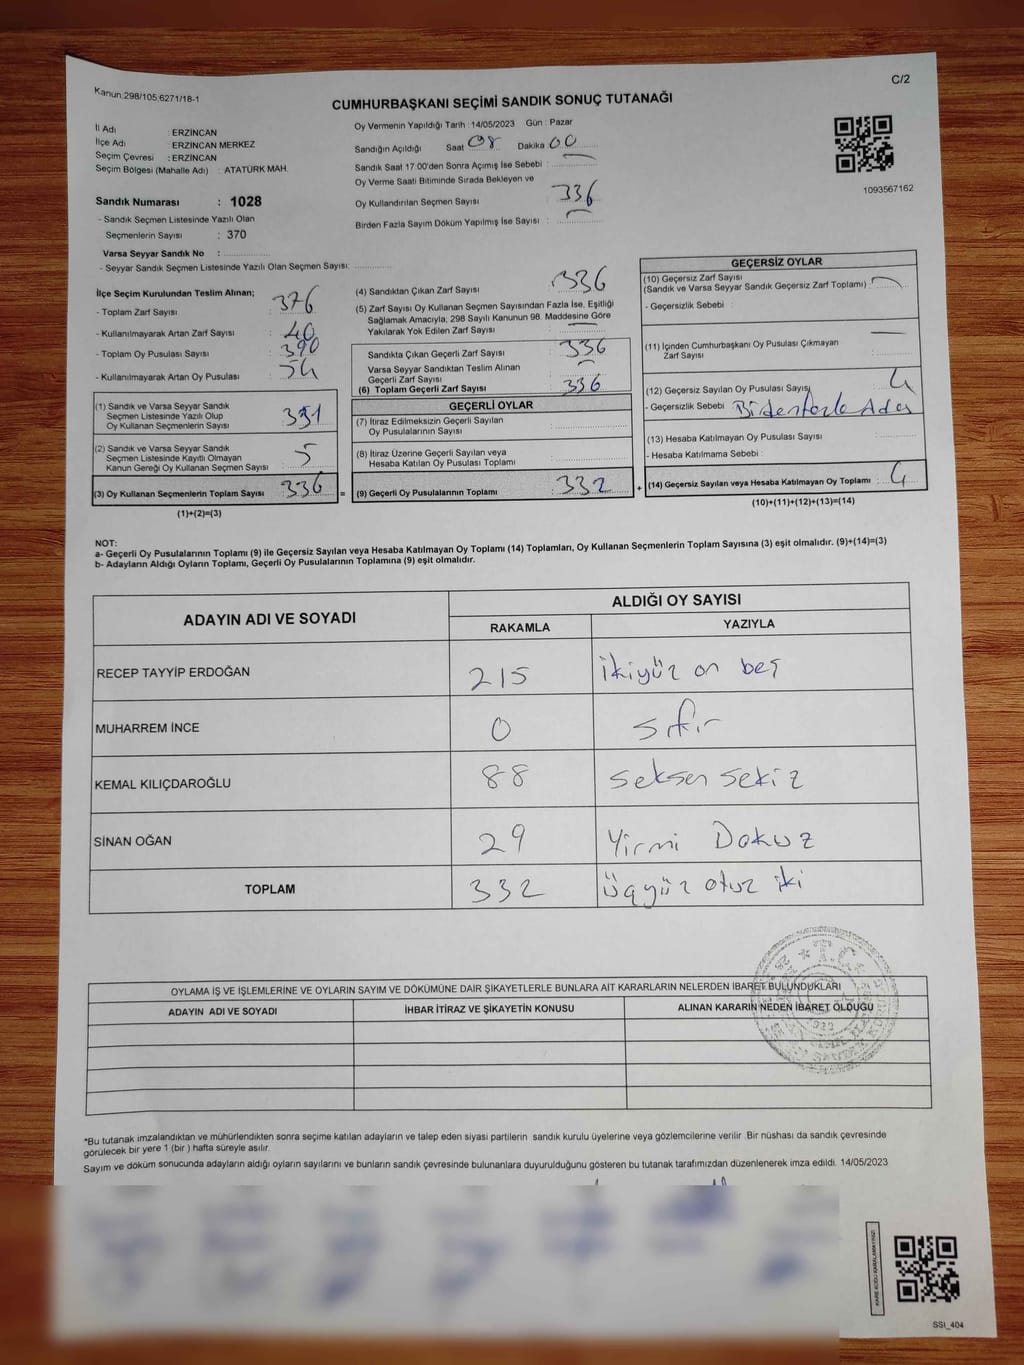 Kanun:298/105;6271/18-1
C/2
CUMHURBAŞKANI SEÇİMİ SANDIK SONUÇ TUTANAĞI
İl Adı : ERZİNCAN
İlçe Adı : ERZİNCAN MERKEZ
Seçim Çevresi : ERZİNCAN
Seçim Bölgesi (Mahalle Adı) : ATATÜRK MAH.
Sandık Numarası : 1028
- Sandık Seçmen Listesinde Yazılı Olan
Seçmenlerin Sayısı : 370
Varsa Seyyar Sandık No :
- Seyyar Sandık Seçmen Listesinde Yazılı Olan Seçmen Sayısı:
Oy Vermenin Yapıldığı Tarih :14/05/2023 Gün : Pazar
Sandığın Açıldığı Saat 08 Dakika 00
Sandık Saat 17:00'den Sonra Açımış İse Sebebi :
Oy Verme Saati Bitiminde Sırada Bekleyen ve
Oy Kullandırılan Seçmen Sayısı : 336
Birden Fazla Sayım Döküm Yapılmış İse Sayısı :
1093567162
İlçe Seçim Kurulundan Teslim Alınan;
- Toplam Zarf Sayısı : 376
- Kullanılmayarak Artan Zarf Sayısı : 40
- Toplam Oy Pusulası Sayısı : 390
- Kullanılmayarak Artan Oy Pusulası : 54
(1) Sandık ve Varsa Seyyar Sandık
Seçmen Listesinde Yazılı Olup
Oy Kullanan Seçmenlerin Sayısı : 331
(2) Sandık ve Varsa Seyyar Sandık
Seçmen Listesinde Kayıtlı Olmayan
Kanun Gereği Oy Kullanan Seçmen Sayısı : 5
(3) Oy Kullanan Seçmenlerin Toplam Sayısı : 336 =
(1)+(2)=(3)
(4) Sandıktan Çıkan Zarf Sayısı : 336
(5) Zarf Sayısı Oy Kullanan Seçmen Sayısından Fazla İse, Eşitliği
Sağlamak Amacıyla; 298 Sayılı Kanunun 98. Maddesine Göre
Yakılarak Yok Edilen Zarf Sayısı :
Sandıkta Çıkan Geçerli Zarf Sayısı : 336
Varsa Seyyar Sandıktan Teslim Alınan
Geçerli Zarf Sayısı :
(6) Toplam Geçerli Zarf Sayısı : 336
GEÇERLİ OYLAR
(7) İtiraz Edilmeksizin Geçerli Sayılan
Oy Pusulalarının Sayısı :
(8) İtiraz Üzerine Geçerli Sayılan veya
Hesaba Katılan Oy Pusulası Toplamı :
(9) Geçerli Oy Pusulalarının Toplamı : 332 +
GEÇERSİZ OYLAR
(10) Geçersiz Zarf Sayısı
(Sandık ve Varsa Seyyar Sandık Geçersiz Zarf Toplamı) :
- Geçersizlik Sebebi :
(11) İçinden Cumhurbaşkanı Oy Pusulası Çıkmayan
Zarf Sayısı :
(12) Geçersiz Sayılan Oy Pusulası Sayısı : 4
- Geçersizlik Sebebi : Birden fazla Aday
(13) Hesaba Katılmayan Oy Pusulası Sayısı :
- Hesaba Katılmama Sebebi :
(14) Geçersiz Sayılan veya Hesaba Katılmayan Oy Toplamı : 4
(10)+(11)+(12)+(13)=(14)
NOT:
a- Geçerli Oy Pusulalarının Toplamı (9) ile Geçersiz Sayılan veya Hesaba Katılmayan Oy Toplamı (14) Toplamları, Oy Kullanan Seçmenlerin Toplam Sayısına (3) eşit olmalıdır. (9)+(14)=(3)
b- Adayların Aldığı Oyların Toplamı, Geçerli Oy Pusulalarının Toplamına (9) eşit olmalıdır.
ADAYIN ADI VE SOYADI ALDIĞI OY SAYISI
RAKAMLA YAZIYLA
RECEP TAYYİP ERDOĞAN 215 İkiyüz on beş
MUHARREM İNCE 0 sıfır
KEMAL KILIÇDAROĞLU 88 seksen sekiz
SİNAN OĞAN 29 Yirmi Dokuz
TOPLAM 332 üçyüz otuz iki
OYLAMA İŞ VE İŞLEMLERİNE VE OYLARIN SAYIM VE DÖKÜMÜNE DAİR ŞİKAYETLERLE BUNLARA AİT KARARLARIN NELERDEN İBARET BULUNDUKLARI
ADAYIN ADI VE SOYADI İHBAR İTİRAZ VE ŞİKAYETİN KONUSU ALINAN KARARIN NEDEN İBARET OLDUĞU
T.C.
*Bu tutanak imzalandıktan ve mühürlendikten sonra seçime katılan adayların ve talep eden siyasi partilerin sandık kurulu üyelerine veya gözlemcilerine verilir .Bir nüshası da sandık çevresinde
görülecek bir yere 1 (bir ) hafta süreyle asılır.
Sayım ve döküm sonucunda adayların aldığı oyların sayılarını ve bunların sandık çevresinde bulunanlara duyurulduğunu gösteren bu tutanak tarafımızdan düzenlenerek imza edildi. 14/05/2023
KARE KODU KARALAMAYINIZ!
SSI_404